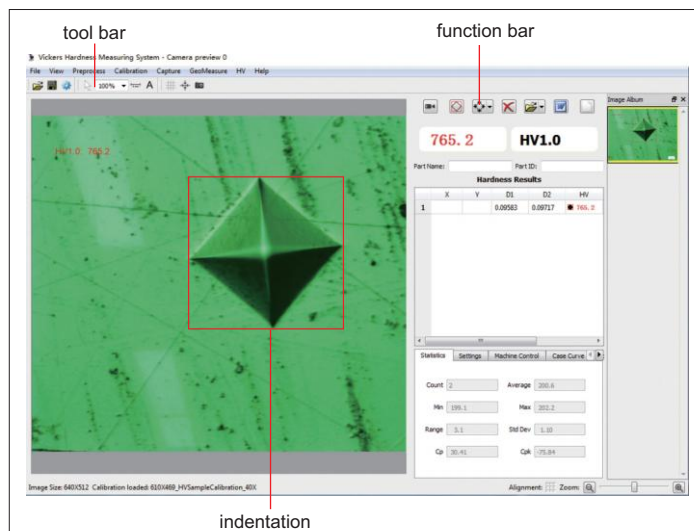 tool bar
function bar
Vickers Hardness Measuring System - Camera preview 0
File View Preprocess Calibration Capture GeoMeasure HV Help
100% A
Image Album
HV1.0: 765.2
765.2 HV1.0
Part Name: Part ID:
Hardness Results
X Y D1 D2 HV
1 0.09563 0.09717 765.2
Statistics Settings Machine Control Case Curve
Count 2 Average 200.6
Min 199.1 Max 202.2
Range 3.1 Std Dev 1.10
Cp 30.41 Cpk -75.84
Image Size: 640X512 Calibration loaded: 610X469_HVSampleCalibration_40X
Alignment: Zoom:
indentation